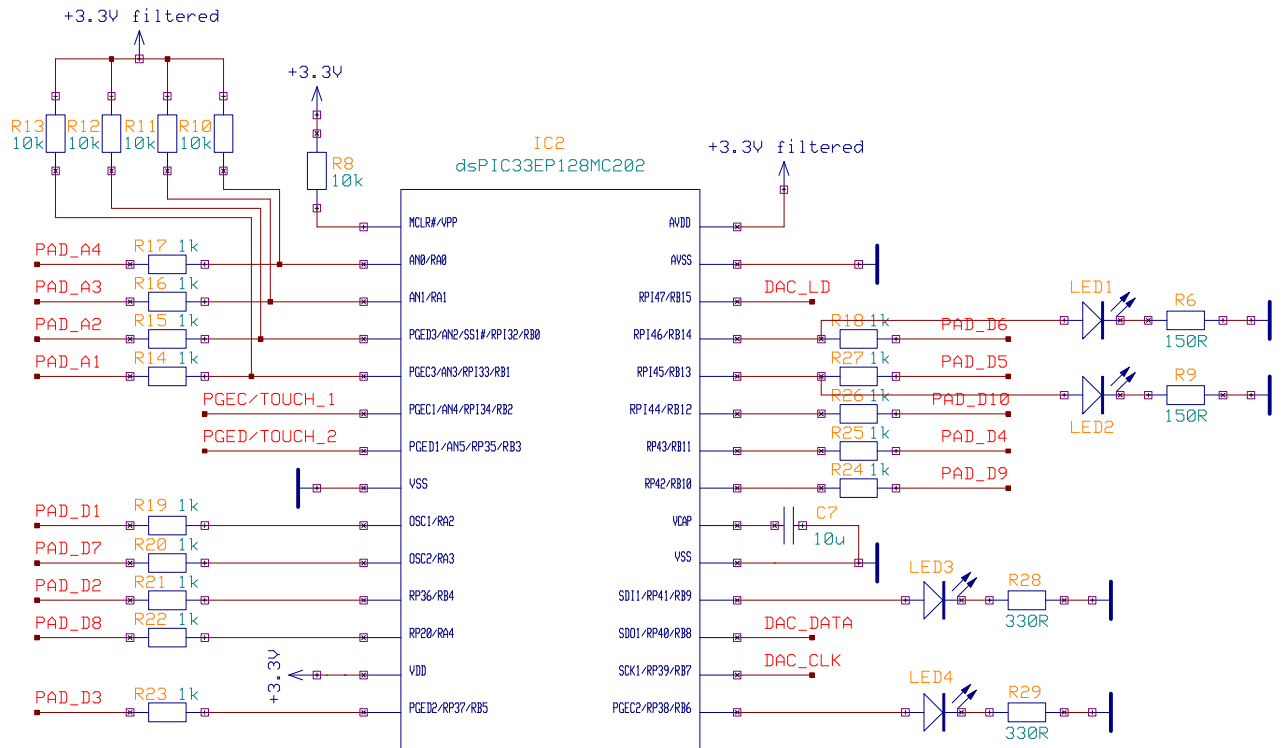 +3.3V filtered
+3.3V
R13
10k
R12
10k
R11
10k
R10
10k
R8
10k
IC2
dsPIC33EP128MC202
+3.3V filtered
MCLR#/VPP
AVDD
PAD_A4
R17 1k
AN0/RA0
AVSS
PAD_A3
R16 1k
AN1/RA1
RPI47/RB15
DAC_LD
LED1
R6
150R
PAD_A2
R15 1k
PGED3/AN2/SS1#/RPI32/RB0
RPI46/RB14
R18 1k
PAD_D6
PAD_A1
R14 1k
PGEC3/AN3/RPI33/RB1
RPI45/RB13
R27 1k
PAD_D5
R9
150R
LED2
PGEC/TOUCH_1
PGEC1/AN4/RPI34/RB2
RPI44/RB12
R26 1k
PAD_D10
PGED/TOUCH_2
PGED1/AN5/RP35/RB3
RP43/RB11
R25 1k
PAD_D4
VSS
RP42/RB10
R24 1k
PAD_D9
PAD_D1
R19 1k
OSC1/RA2
VCAP
C7
10u
PAD_D7
R20 1k
OSC2/RA3
VSS
PAD_D2
R21 1k
RP36/RB4
SDI1/RP41/RB9
LED3
R28
330R
PAD_D8
R22 1k
RP20/RA4
SDO1/RP40/RB8
DAC_DATA
+3.3V
VDD
SCK1/RP39/RB7
DAC_CLK
PAD_D3
R23 1k
PGED2/RP37/RB5
PGEC2/RP38/RB6
LED4
R29
330R